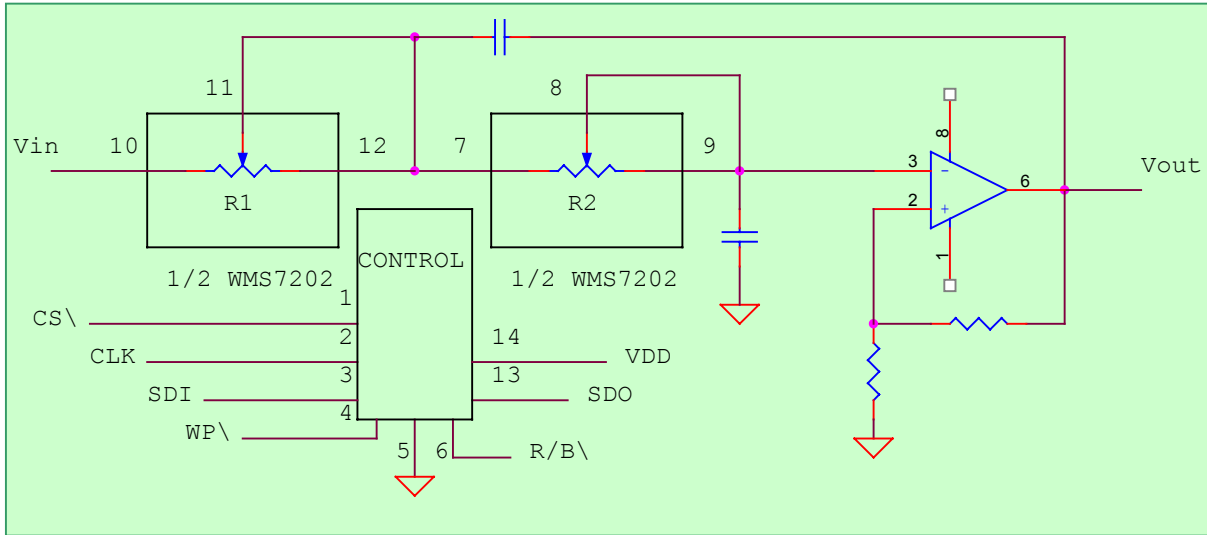 11
8
8
Vin
10
12
7
9
3
−
6
Vout
R1
R2
2
+
CONTROL
1
1/2 WMS7202
1/2 WMS7202
1
CS\
2
14
CLK
VDD
3
13
SDI
SDO
4
WP\
5
6
R/B\